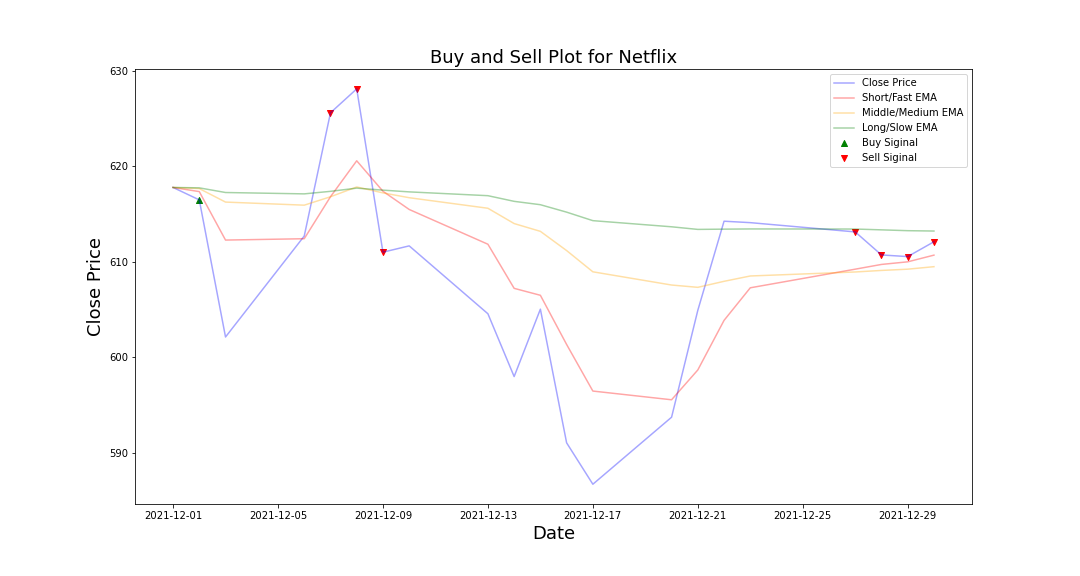 Buy and Sell Plot for Netflix
630
620
610
600
590
Close Price
Close Price
Short/Fast EMA
Middle/Medium EMA
Long/Slow EMA
Buy Siginal
Sell Siginal
2021-12-01 2021-12-05 2021-12-09 2021-12-13 2021-12-17 2021-12-21 2021-12-25 2021-12-29
Date